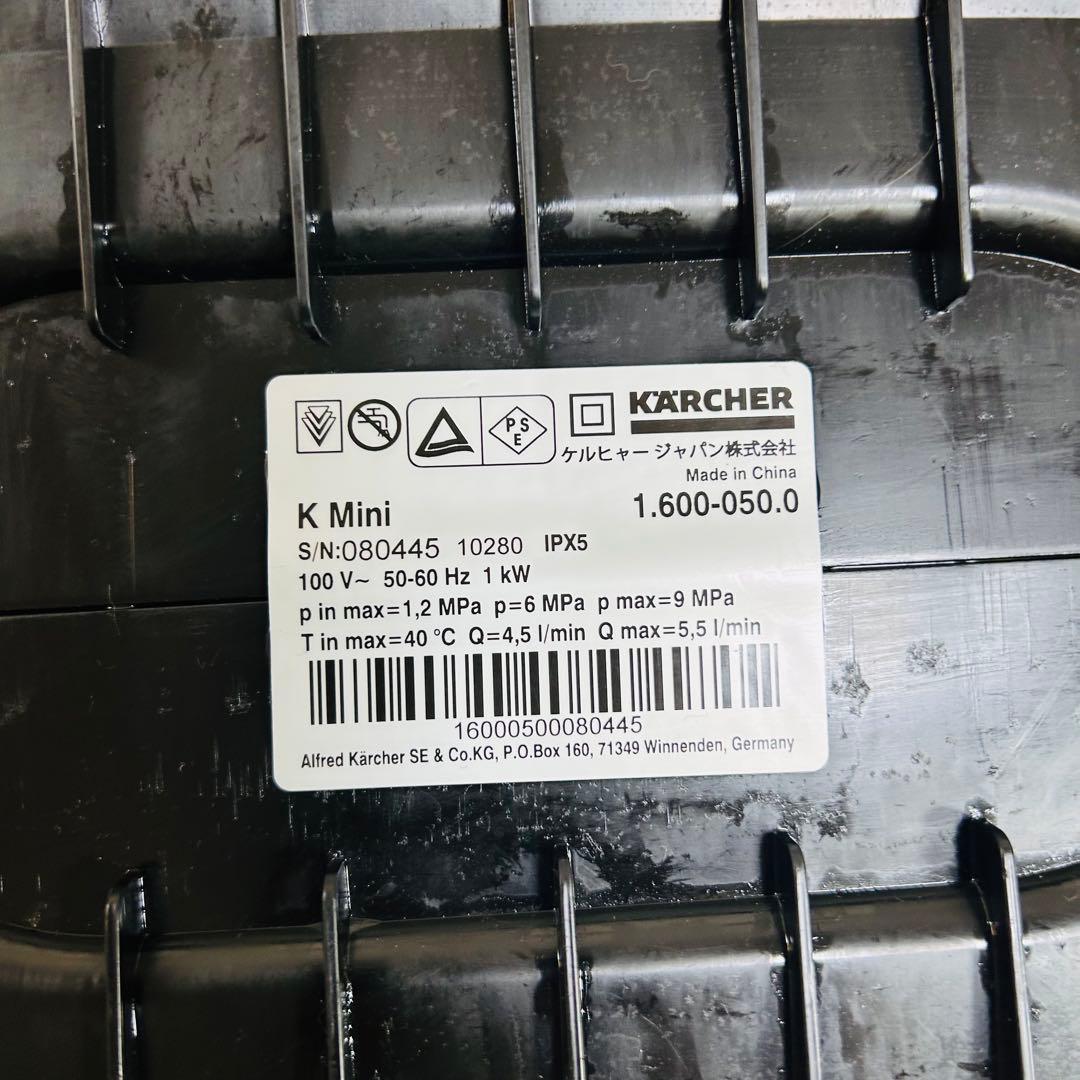 PS
E
KÄRCHER
ケルヒャー ジャパン株式会社
Made in China
K Mini
1.600-050.0
S/N:080445 10280 IPX5
100 V~ 50-60 Hz 1 kW
p in max=1,2 MPa p=6 MPa p max=9 MPa
T in max=40 °C Q=4,5 l/min Q max=5,5 l/min
16000500080445
Alfred Kärcher SE & Co.KG, P.O.Box 160, 71349 Winnenden, Germany